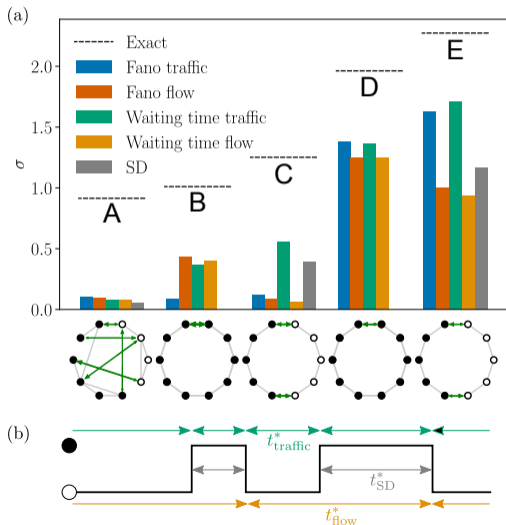 (a)
Exact
Fano traffic
Fano flow
Waiting time traffic
Waiting time flow
SD
A
B
C
D
E
σ
2.0
1.5
1.0
0.5
0.0
(b)
t*traffic
t*SD
t*flow